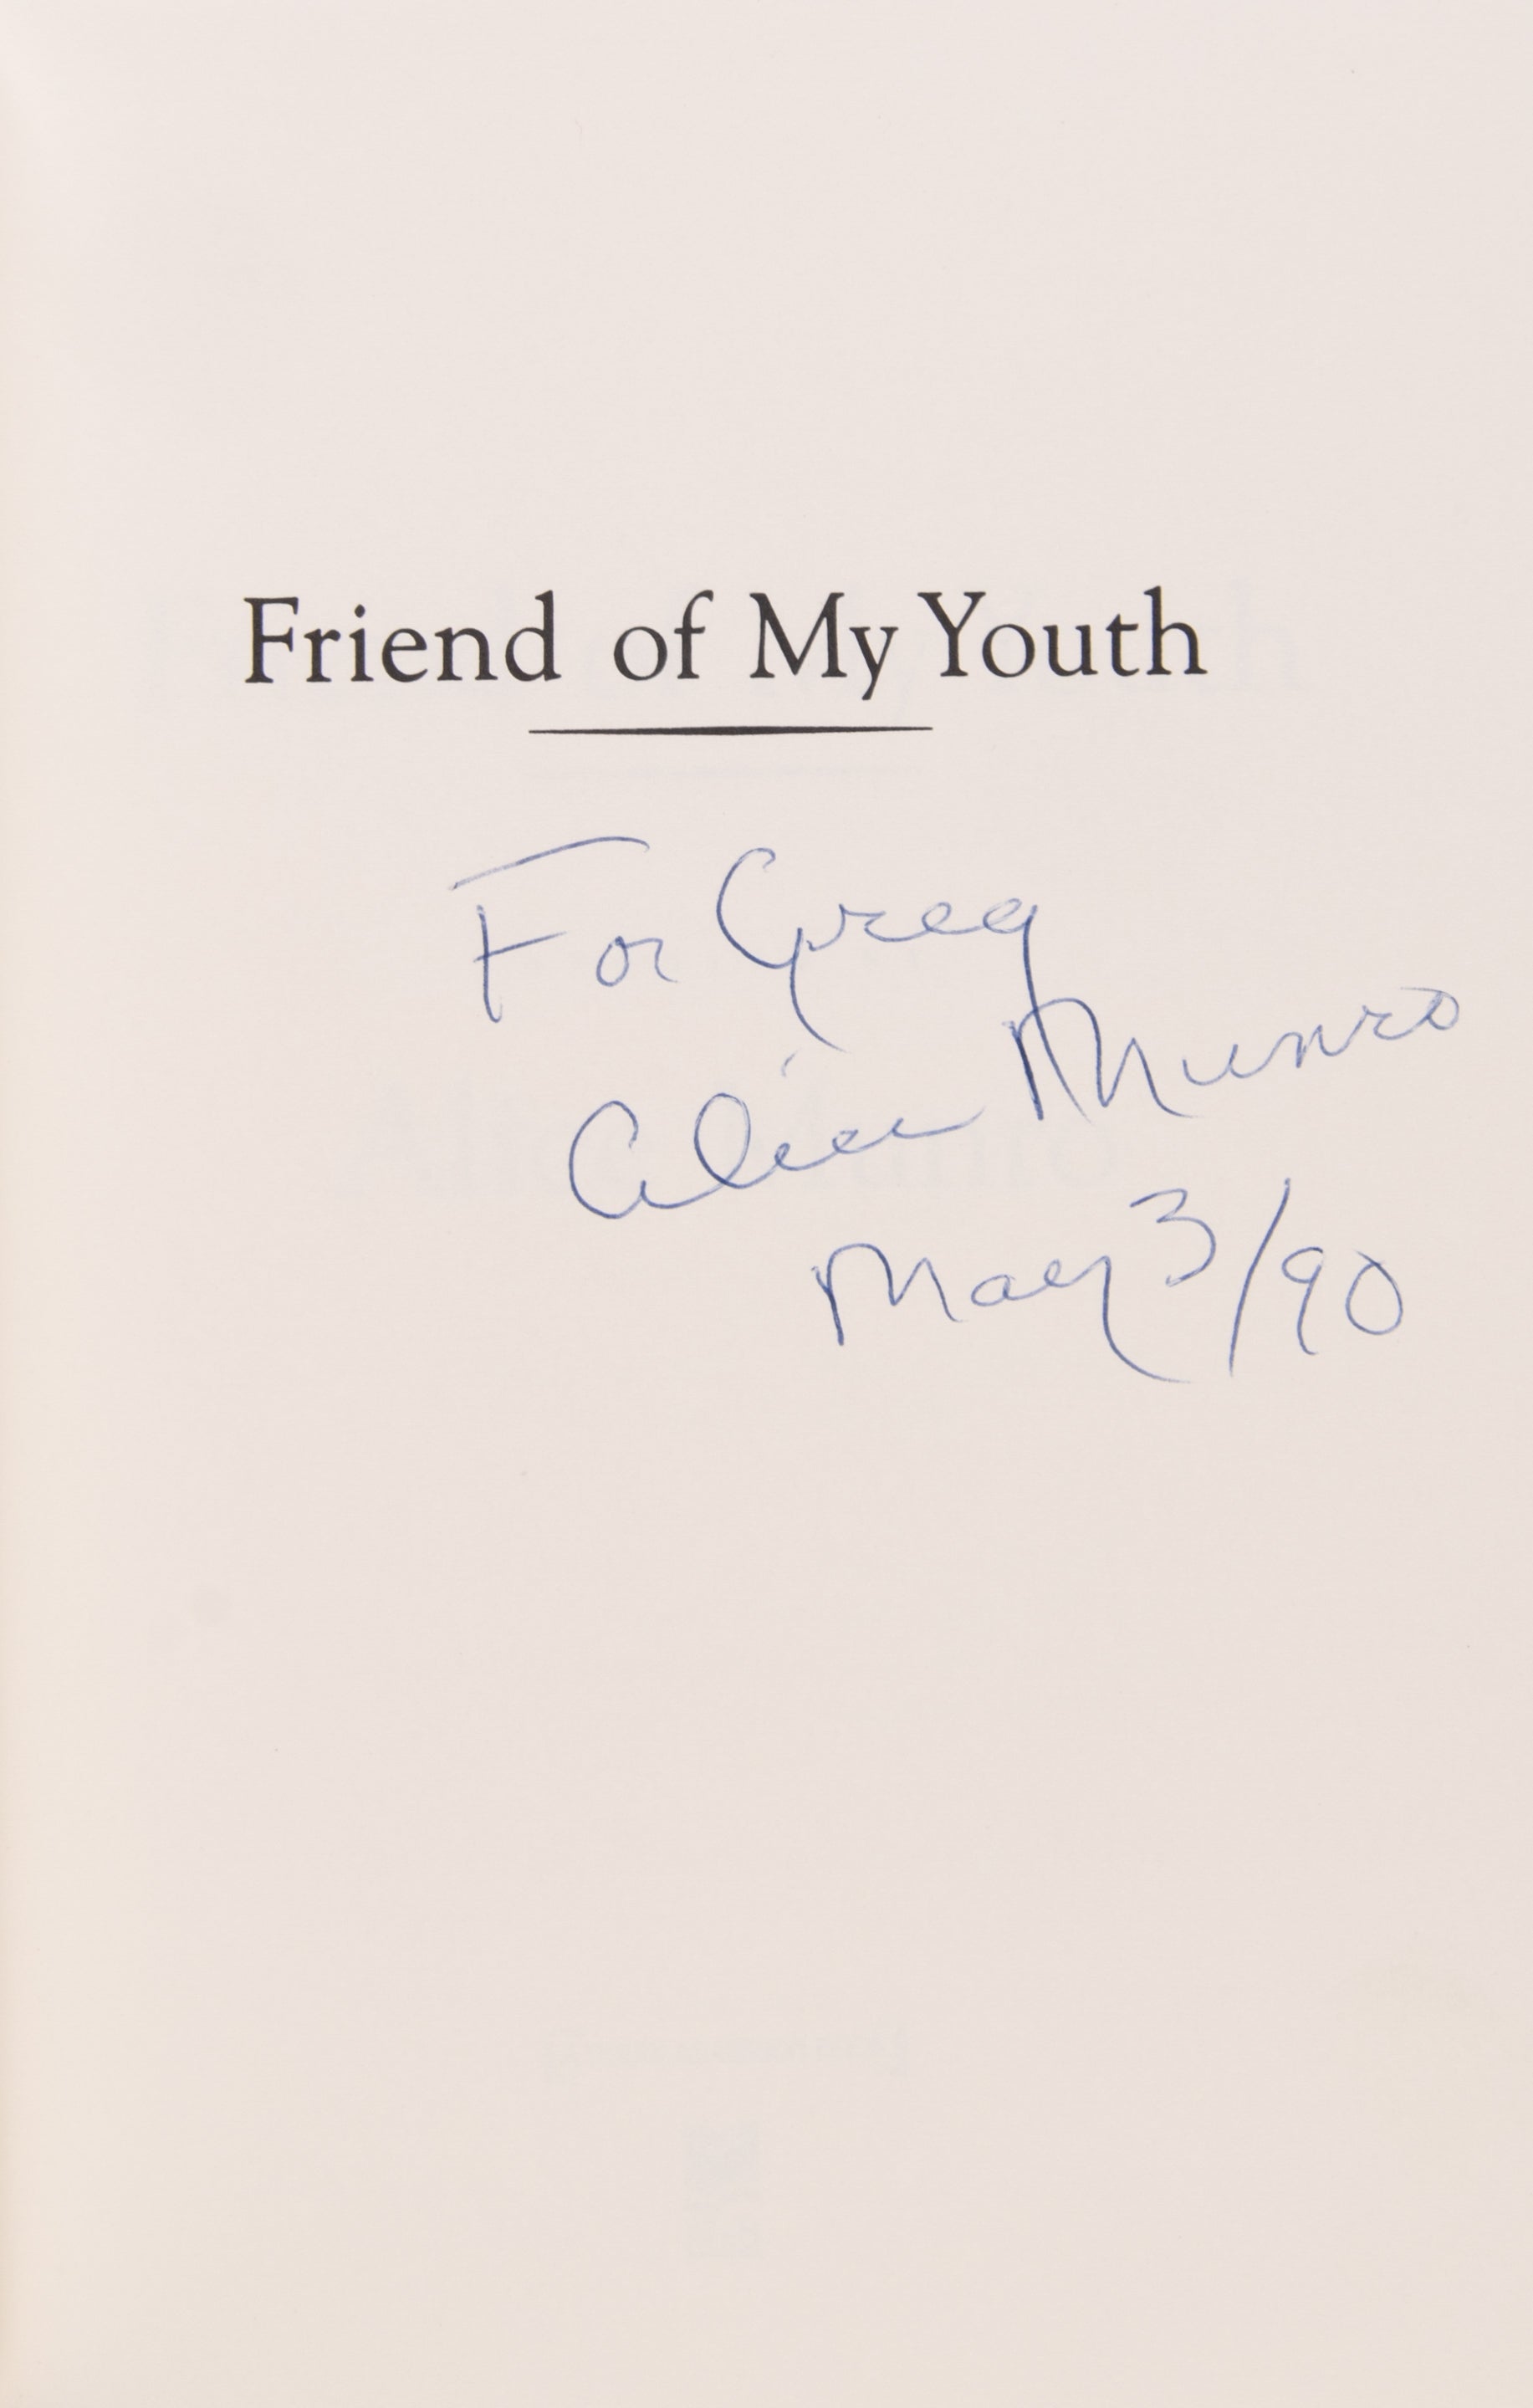 Friend of My Youth
For Greg
Alice Munro
May 3/90